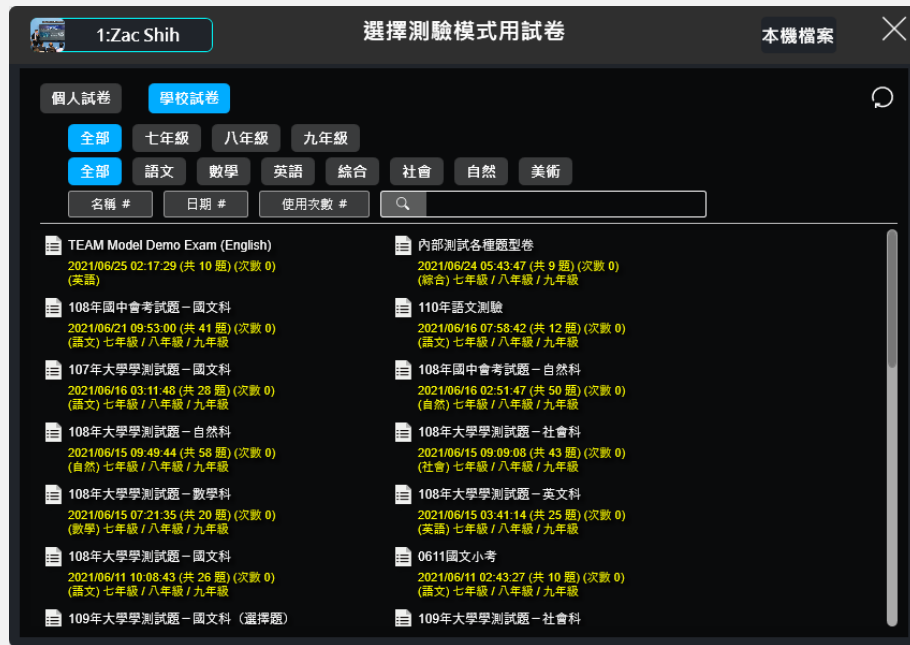 1:Zac Shih
選擇測驗模式用試卷
本機檔案
個人試卷 學校試卷
全部 七年級 八年級 九年級
全部 語文 數學 英語 綜合 社會 自然 美術
名稱 # 日期 # 使用次數 #
TEAM Model Demo Exam (English)
2021/06/25 02:17:29 (共 10 題) (次數 0)
(英語)
內部測試各種題型卷
2021/06/24 05:43:47 (共 9 題) (次數 0)
(綜合) 七年級 / 八年級 / 九年級
108年國中會考試題－國文科
2021/06/21 09:53:00 (共 41 題) (次數 0)
(語文) 七年級 / 八年級 / 九年級
110年語文測驗
2021/06/16 07:58:42 (共 12 題) (次數 0)
(語文) 七年級 / 八年級 / 九年級
107年大學學測試題－國文科
2021/06/16 03:11:48 (共 28 題) (次數 0)
(語文) 七年級 / 八年級 / 九年級
108年國中會考試題－自然科
2021/06/16 02:51:47 (共 50 題) (次數 0)
(自然) 七年級 / 八年級 / 九年級
108年大學學測試題－自然科
2021/06/15 09:49:44 (共 58 題) (次數 0)
(自然) 七年級 / 八年級 / 九年級
108年大學學測試題－社會科
2021/06/15 09:09:08 (共 43 題) (次數 0)
(社會) 七年級 / 八年級 / 九年級
108年大學學測試題－數學科
2021/06/15 07:21:35 (共 20 題) (次數 0)
(數學) 七年級 / 八年級 / 九年級
108年大學學測試題－英文科
2021/06/15 03:41:14 (共 25 題) (次數 0)
(英語) 七年級 / 八年級 / 九年級
108年大學學測試題－國文科
2021/06/11 10:08:43 (共 26 題) (次數 0)
(語文) 七年級 / 八年級 / 九年級
0611國文小考
2021/06/11 02:43:27 (共 10 題) (次數 0)
(語文) 七年級 / 八年級 / 九年級
109年大學學測試題－國文科（選擇題）
109年大學學測試題－社會科